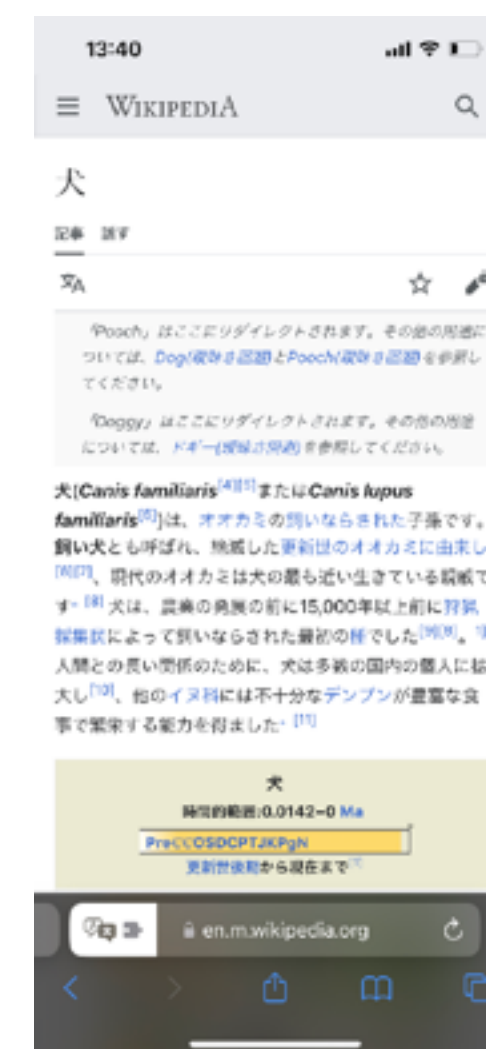 13:40
WIKIPEDIA
犬
記事 話す
「Pooch」はここにリダイレクトされます。その他の用途に
ついては、Dog(曖昧さ回避)とPooch(曖昧さ回避)を参照し
てください。
「Doggy」はここにリダイレクトされます。その他の用途
については、ドギー(曖昧さ回避)を参照してください。
犬(Canis familiaris[4][5]またはCanis lupus
familiaris[5])は、オオカミの飼いならされた子孫です。
飼い犬とも呼ばれ、絶滅した更新世のオオカミに由来し
[6][7]、現代のオオカミは犬の最も近い生きている親戚で
す。[8] 犬は、農業の発展の前に15,000年以上前に狩猟
採集民によって飼いならされた最初の種でした[9][8]。
人間との長い関係のために、犬は多数の国内の個人に拡
大し[10]、他のイヌ科には不十分なデンプンが豊富な食
事で繁栄する能力を得ました。[11]
犬
時間的範囲:0.0142–0 Ma
PreꞒꞒOSDCPTJKPgN
更新世後期から現在まで
en.m.wikipedia.org